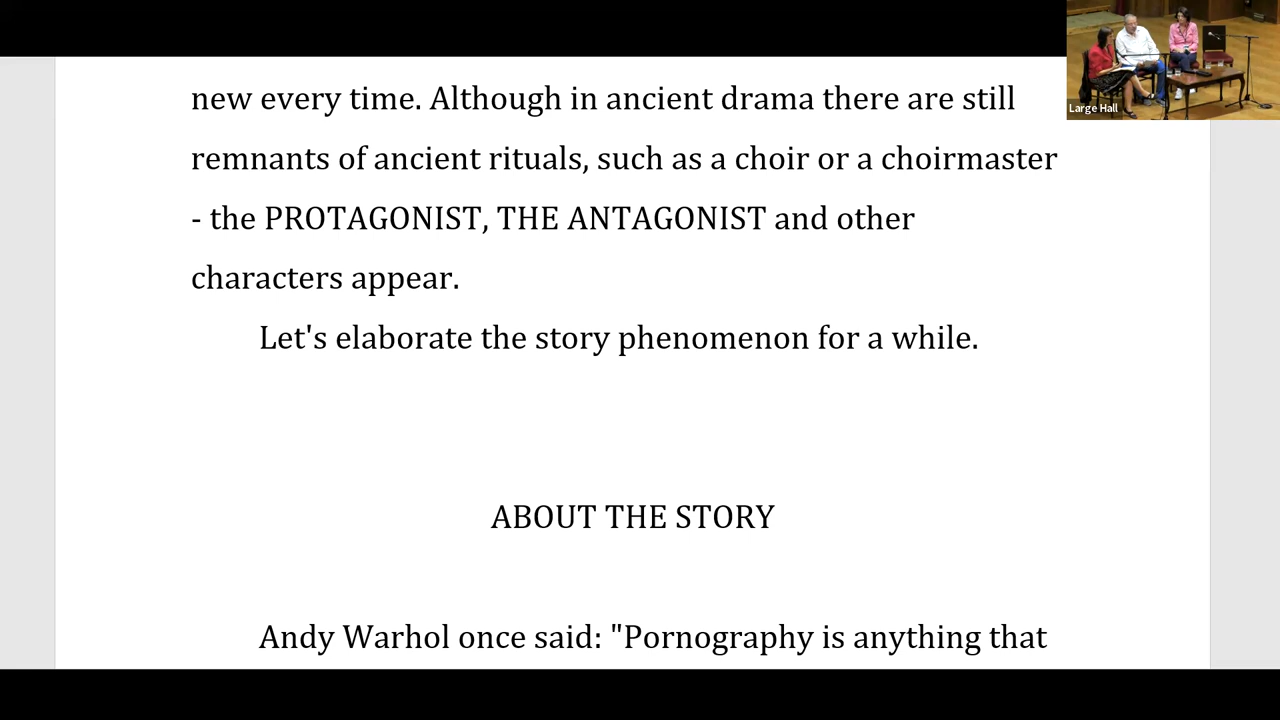 new every time. Although in ancient drama there are still
remnants of ancient rituals, such as a choir or a choirmaster
- the PROTAGONIST, THE ANTAGONIST and other
characters appear.
Let's elaborate the story phenomenon for a while.
ABOUT THE STORY
Andy Warhol once said: "Pornography is anything that
Large Hall